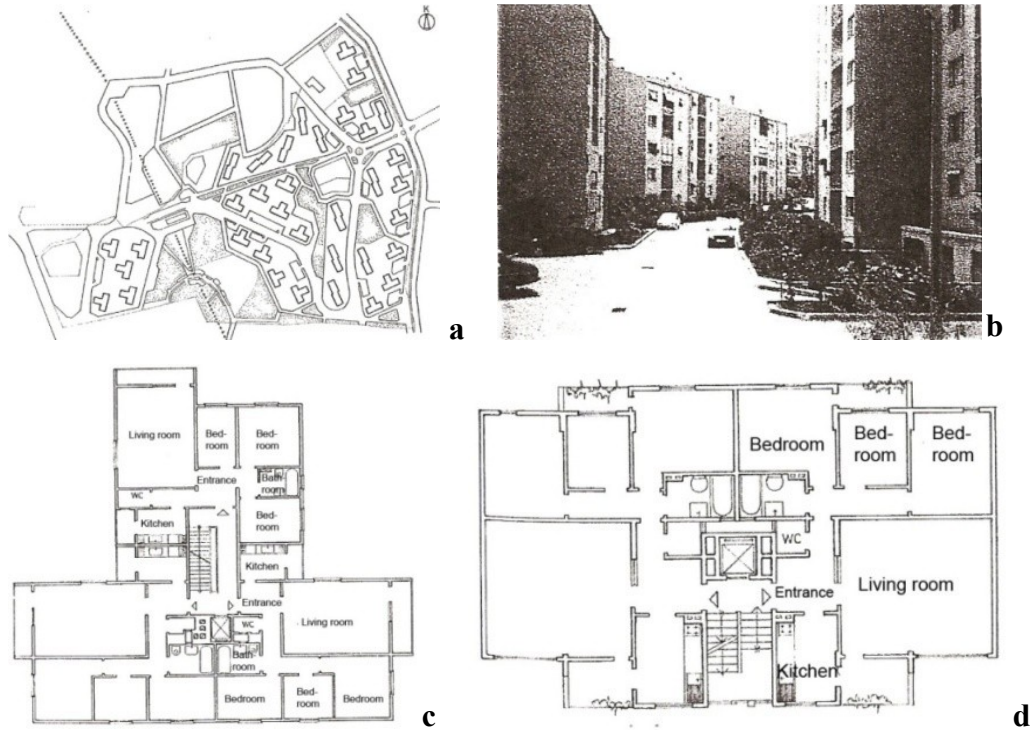 K
a
b
Living room
Bed-
room
Bed-
room
Entrance
Bath-
room
WC
Kitchen
Bed-
room
Kitchen
Entrance
WC
Living room
Bath-
room
Bedroom
Bed-
room
Bedroom
c
Bedroom
Bed-
room
Bed-
room
WC
Living room
Entrance
Kitchen
d